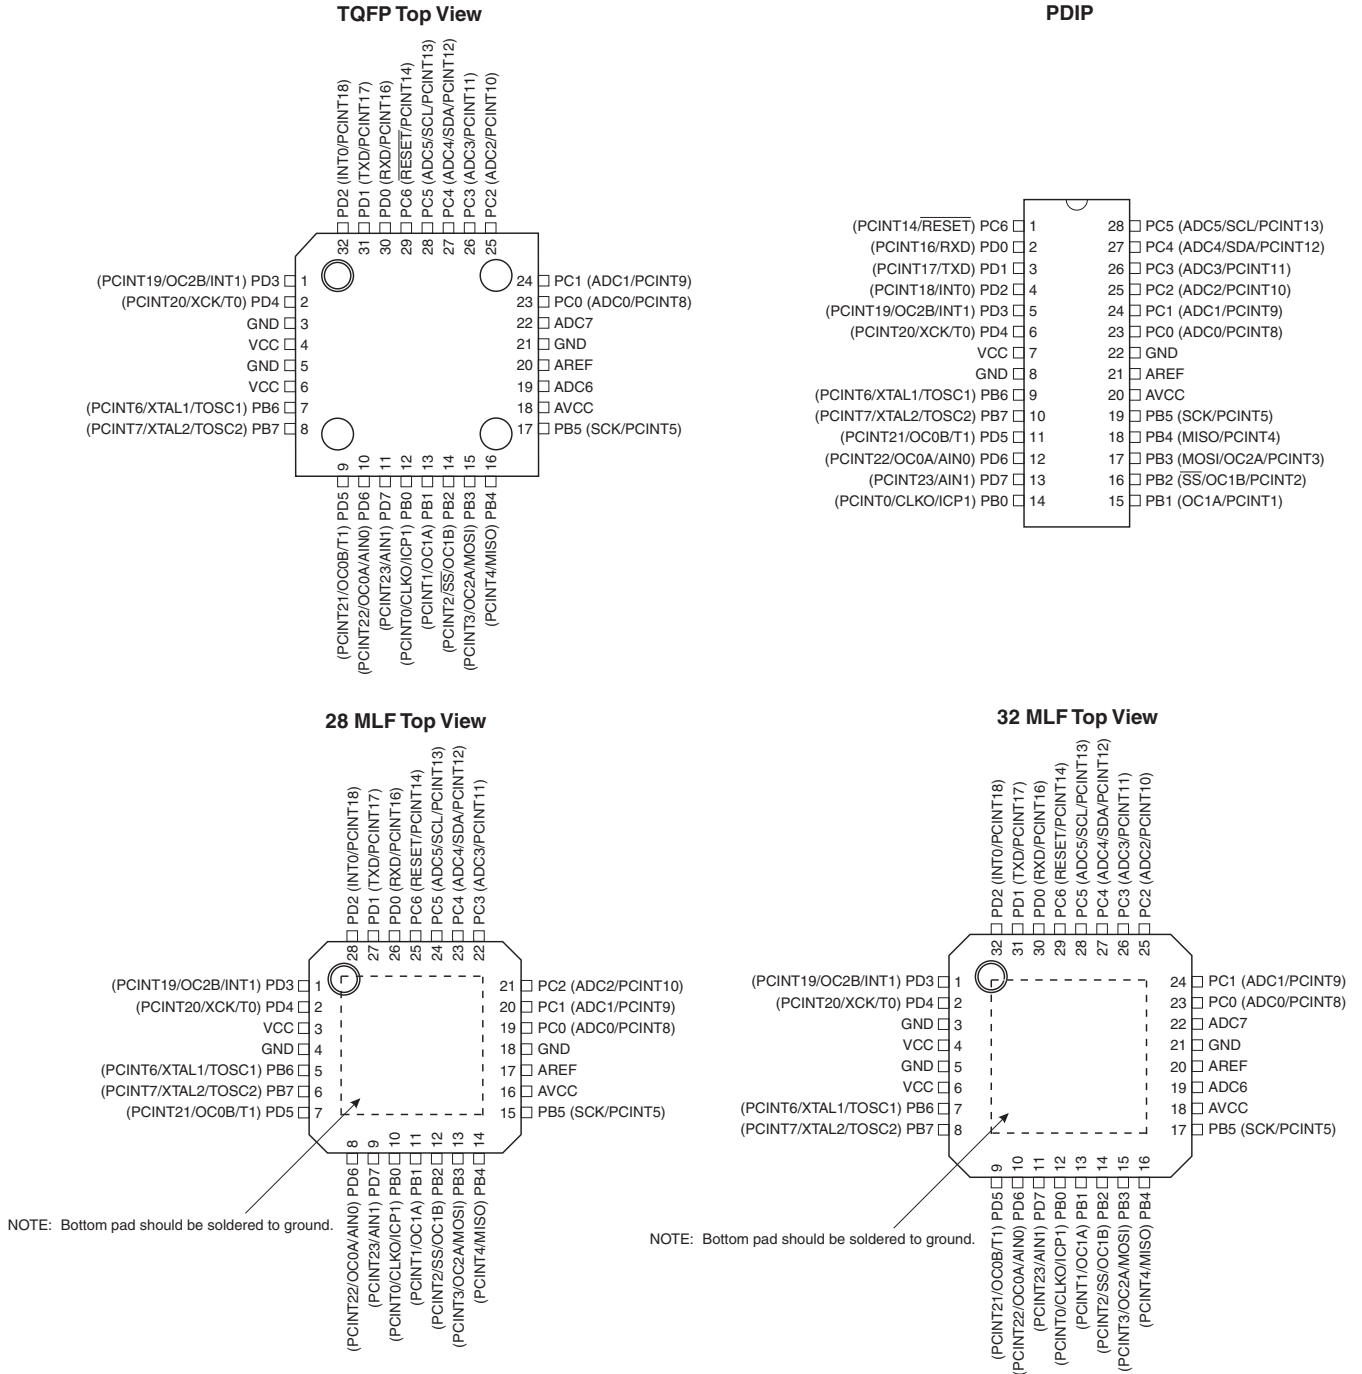 TQFP Top View
32 PD2 (INT0/PCINT18)
31 PD1 (TXD/PCINT17)
30 PD0 (RXD/PCINT16)
29 PC6 (RESET/PCINT14)
28 PC5 (ADC5/SCL/PCINT13)
27 PC4 (ADC4/SDA/PCINT12)
26 PC3 (ADC3/PCINT11)
25 PC2 (ADC2/PCINT10)
(PCINT19/OC2B/INT1) PD3 1
(PCINT20/XCK/T0) PD4 2
GND 3
VCC 4
GND 5
VCC 6
(PCINT6/XTAL1/TOSC1) PB6 7
(PCINT7/XTAL2/TOSC2) PB7 8
24 PC1 (ADC1/PCINT9)
23 PC0 (ADC0/PCINT8)
22 ADC7
21 GND
20 AREF
19 ADC6
18 AVCC
17 PB5 (SCK/PCINT5)
(PCINT21/OC0B/T1) PD5 9
(PCINT22/OC0A/AIN0) PD6 10
(PCINT23/AIN1) PD7 11
(PCINT0/CLKO/ICP1) PB0 12
(PCINT1/OC1A) PB1 13
(PCINT2/SS/OC1B) PB2 14
(PCINT3/OC2A/MOSI) PB3 15
(PCINT4/MISO) PB4 16
PDIP
(PCINT14/RESET) PC6 1
(PCINT16/RXD) PD0 2
(PCINT17/TXD) PD1 3
(PCINT18/INT0) PD2 4
(PCINT19/OC2B/INT1) PD3 5
(PCINT20/XCK/T0) PD4 6
VCC 7
GND 8
(PCINT6/XTAL1/TOSC1) PB6 9
(PCINT7/XTAL2/TOSC2) PB7 10
(PCINT21/OC0B/T1) PD5 11
(PCINT22/OC0A/AIN0) PD6 12
(PCINT23/AIN1) PD7 13
(PCINT0/CLKO/ICP1) PB0 14
28 PC5 (ADC5/SCL/PCINT13)
27 PC4 (ADC4/SDA/PCINT12)
26 PC3 (ADC3/PCINT11)
25 PC2 (ADC2/PCINT10)
24 PC1 (ADC1/PCINT9)
23 PC0 (ADC0/PCINT8)
22 GND
21 AREF
20 AVCC
19 PB5 (SCK/PCINT5)
18 PB4 (MISO/PCINT4)
17 PB3 (MOSI/OC2A/PCINT3)
16 PB2 (SS/OC1B/PCINT2)
15 PB1 (OC1A/PCINT1)
28 MLF Top View
28 PD2 (INT0/PCINT18)
27 PD1 (TXD/PCINT17)
26 PD0 (RXD/PCINT16)
25 PC6 (RESET/PCINT14)
24 PC5 (ADC5/SCL/PCINT13)
23 PC4 (ADC4/SDA/PCINT12)
22 PC3 (ADC3/PCINT11)
(PCINT19/OC2B/INT1) PD3 1
(PCINT20/XCK/T0) PD4 2
VCC 3
GND 4
(PCINT6/XTAL1/TOSC1) PB6 5
(PCINT7/XTAL2/TOSC2) PB7 6
(PCINT21/OC0B/T1) PD5 7
21 PC2 (ADC2/PCINT10)
20 PC1 (ADC1/PCINT9)
19 PC0 (ADC0/PCINT8)
18 GND
17 AREF
16 AVCC
15 PB5 (SCK/PCINT5)
(PCINT22/OC0A/AIN0) PD6 8
(PCINT23/AIN1) PD7 9
(PCINT0/CLKO/ICP1) PB0 10
(PCINT1/OC1A) PB1 11
(PCINT2/SS/OC1B) PB2 12
(PCINT3/OC2A/MOSI) PB3 13
(PCINT4/MISO) PB4 14
NOTE: Bottom pad should be soldered to ground.
32 MLF Top View
32 PD2 (INT0/PCINT18)
31 PD1 (TXD/PCINT17)
30 PD0 (RXD/PCINT16)
29 PC6 (RESET/PCINT14)
28 PC5 (ADC5/SCL/PCINT13)
27 PC4 (ADC4/SDA/PCINT12)
26 PC3 (ADC3/PCINT11)
25 PC2 (ADC2/PCINT10)
(PCINT19/OC2B/INT1) PD3 1
(PCINT20/XCK/T0) PD4 2
GND 3
VCC 4
GND 5
VCC 6
(PCINT6/XTAL1/TOSC1) PB6 7
(PCINT7/XTAL2/TOSC2) PB7 8
24 PC1 (ADC1/PCINT9)
23 PC0 (ADC0/PCINT8)
22 ADC7
21 GND
20 AREF
19 ADC6
18 AVCC
17 PB5 (SCK/PCINT5)
(PCINT21/OC0B/T1) PD5 9
(PCINT22/OC0A/AIN0) PD6 10
(PCINT23/AIN1) PD7 11
(PCINT0/CLKO/ICP1) PB0 12
(PCINT1/OC1A) PB1 13
(PCINT2/SS/OC1B) PB2 14
(PCINT3/OC2A/MOSI) PB3 15
(PCINT4/MISO) PB4 16
NOTE: Bottom pad should be soldered to ground.